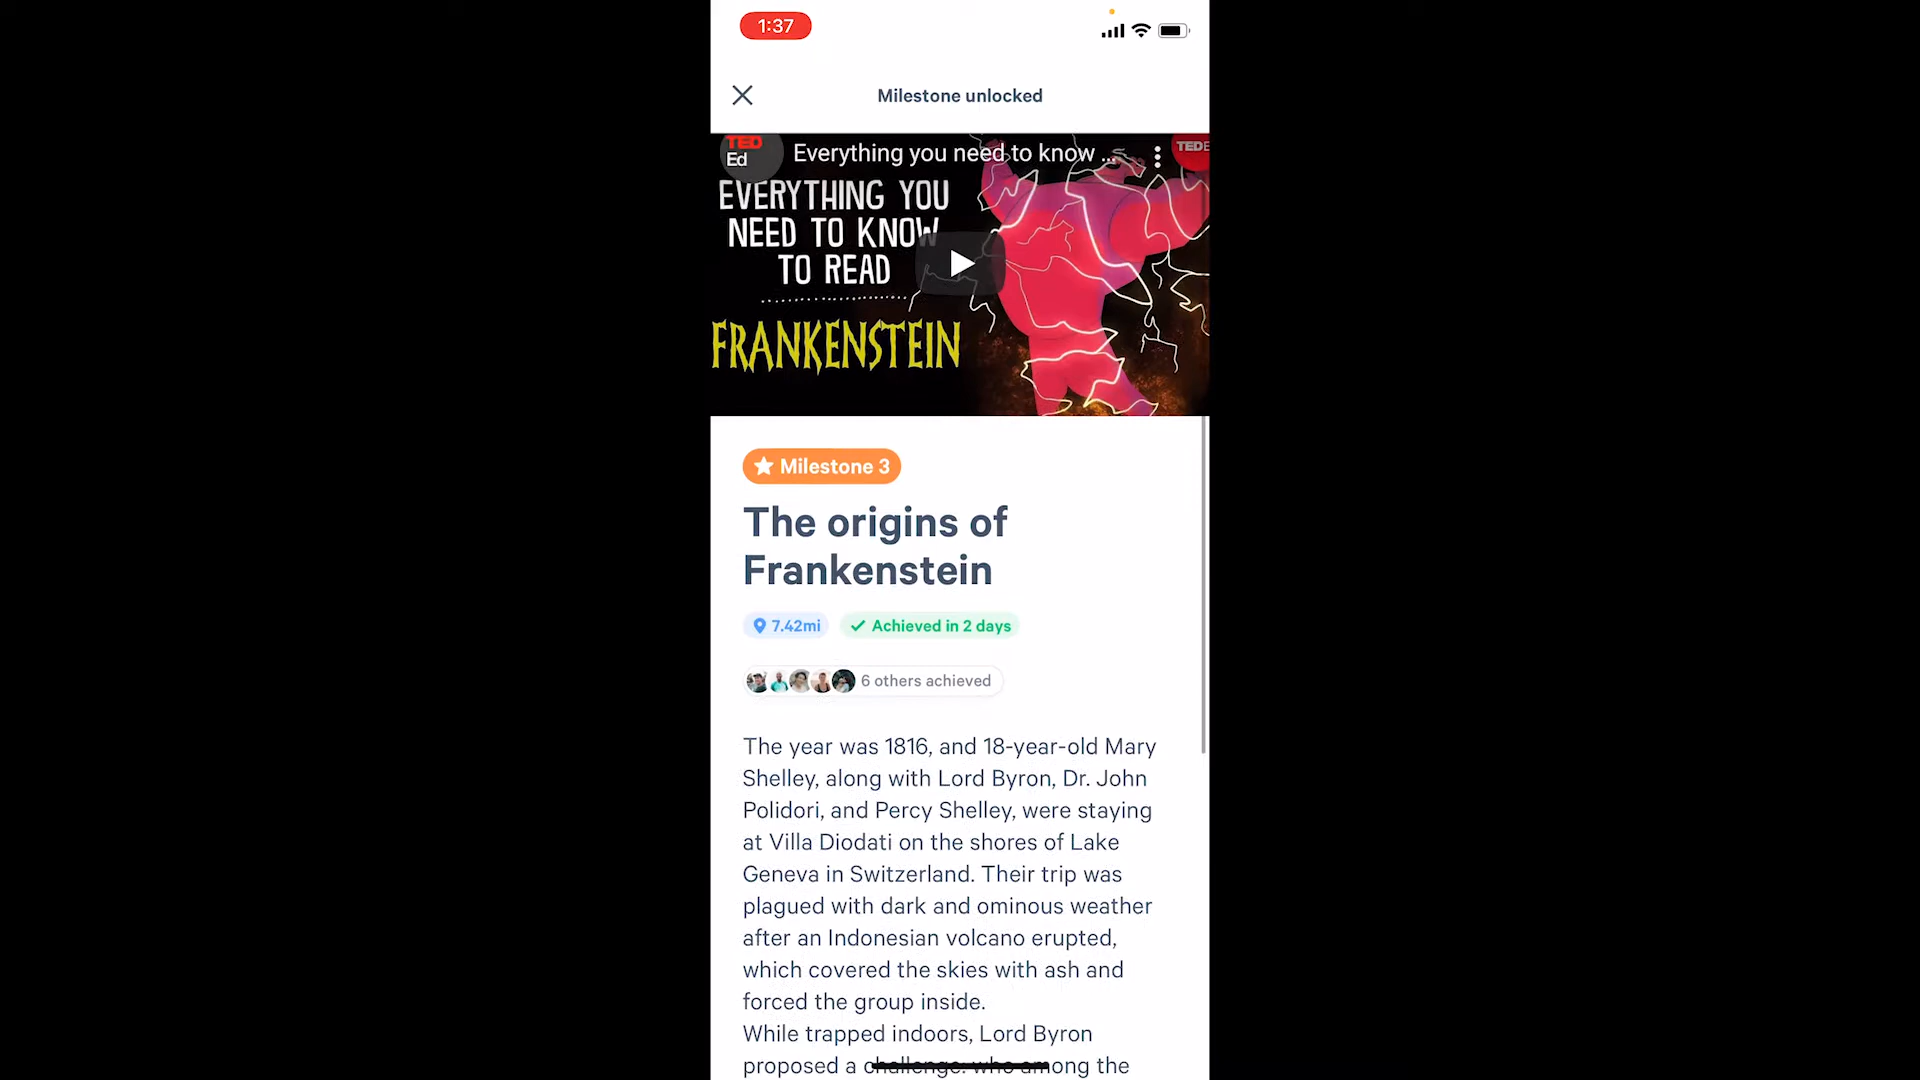 1:37
Milestone unlocked
TED
Ed
Everything you need to know ...
TEDE
EVERYTHING YOU
NEED TO KNOW
TO READ
FRANKENSTEIN
Milestone 3
The origins of
Frankenstein
7.42mi
Achieved in 2 days
6 others achieved
The year was 1816, and 18-year-old Mary
Shelley, along with Lord Byron, Dr. John
Polidori, and Percy Shelley, were staying
at Villa Diodati on the shores of Lake
Geneva in Switzerland. Their trip was
plagued with dark and ominous weather
after an Indonesian volcano erupted,
which covered the skies with ash and
forced the group inside.
While trapped indoors, Lord Byron
proposed a challenge: who among the